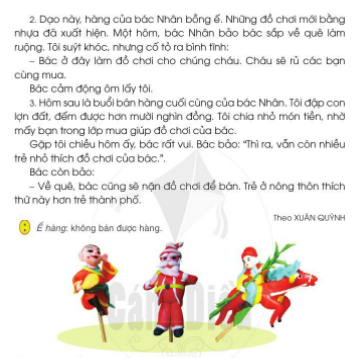 2. Dạo này, hàng của bác Nhân bỗng ế. Những đồ chơi mới bằng
nhựa đã xuất hiện. Một hôm, bác Nhân bảo bác sắp về quê làm
ruộng. Tôi suýt khóc, nhưng cố tỏ ra bình tĩnh:
– Bác ở đây làm đồ chơi cho chúng cháu. Cháu sẽ rủ các bạn
cùng mua.
Bác cảm động ôm lấy tôi.
3. Hôm sau là buổi bán hàng cuối cùng của bác Nhân. Tôi đập con
lợn đất, đếm được hơn mười nghìn đồng. Tôi chia nhỏ món tiền, nhờ
mấy bạn trong lớp mua giúp đồ chơi của bác.
Gặp tôi chiều hôm ấy, bác rất vui. Bác bảo: "Thì ra, vẫn còn nhiều
trẻ nhỏ thích đồ chơi của bác.".
Bác còn bảo:
– Về quê, bác cũng sẽ nặn đồ chơi để bán. Trẻ ở nông thôn thích
thứ này hơn trẻ thành phố.
Theo XUÂN QUỲNH
Ế hàng: không bán được hàng.
Cánh Diều